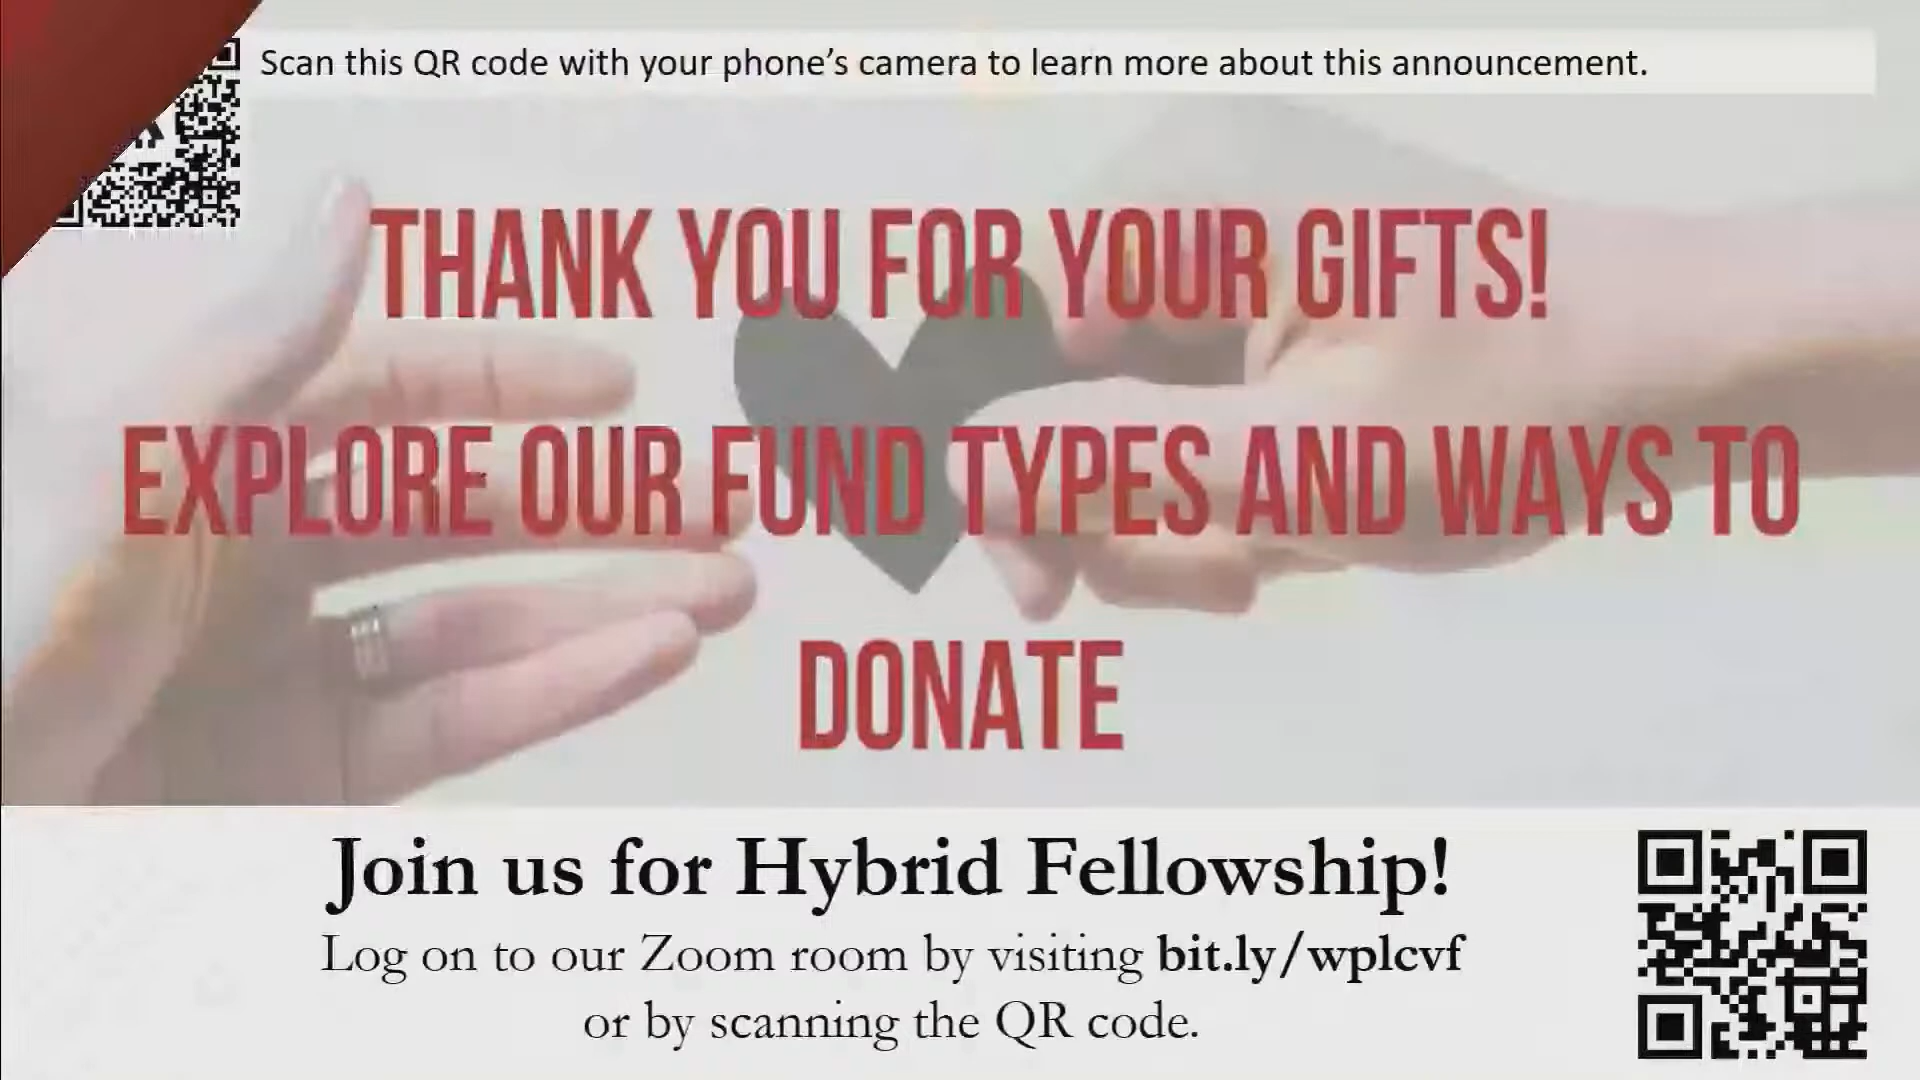 Scan this QR code with your phone’s camera to learn more about this announcement.
THANK YOU FOR YOUR GIFTS!
EXPLORE OUR FUND TYPES AND WAYS TO
DONATE
Join us for Hybrid Fellowship!
Log on to our Zoom room by visiting bit.ly/wplcvf
or by scanning the QR code.